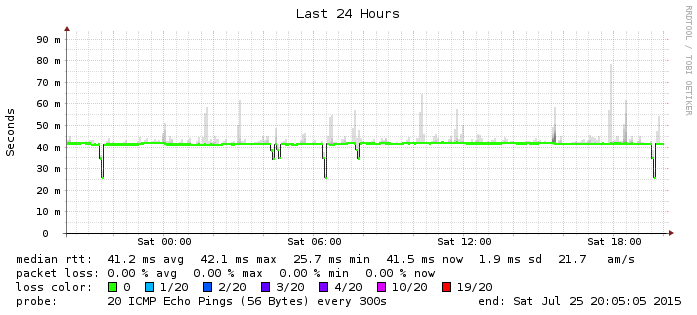 Last 24 Hours
RRDTOOL / TOBI OETIKER
Seconds
90 m
80 m
70 m
60 m
50 m
40 m
30 m
20 m
10 m
0
Sat 00:00 Sat 06:00 Sat 12:00 Sat 18:00
median rtt: 41.2 ms avg 42.1 ms max 25.7 ms min 41.5 ms now 1.9 ms sd 21.7 am/s
packet loss: 0.00 % avg 0.00 % max 0.00 % min 0.00 % now
loss color: 0 1/20 2/20 3/20 4/20 10/20 19/20
probe: 20 ICMP Echo Pings (56 Bytes) every 300s end: Sat Jul 25 20:05:05 2015